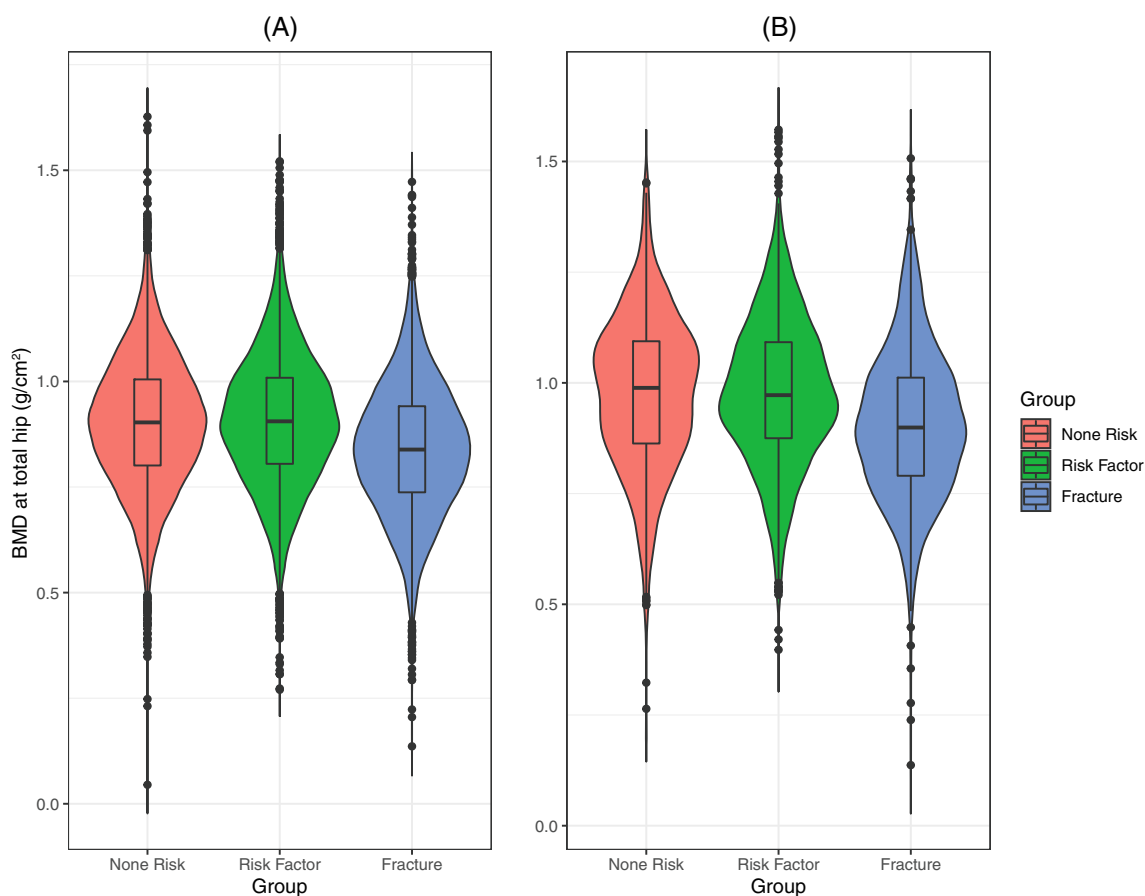 (A)
(B)
BMD at total hip (g/cm²)
1.5
1.0
0.5
0.0
None Risk
Risk Factor
Fracture
Group
1.5
1.0
0.5
0.0
None Risk
Risk Factor
Fracture
Group
Group
None Risk
Risk Factor
Fracture